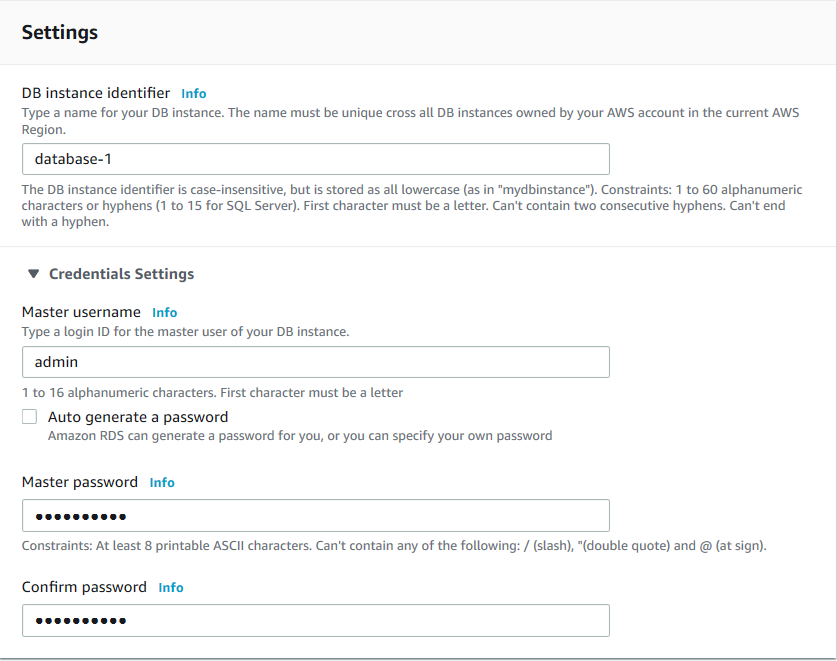 Settings
DB instance identifier Info
Type a name for your DB instance. The name must be unique cross all DB instances owned by your AWS account in the current AWS
Region.
database-1
The DB instance identifier is case-insensitive, but is stored as all lowercase (as in "mydbinstance"). Constraints: 1 to 60 alphanumeric
characters or hyphens (1 to 15 for SQL Server). First character must be a letter. Can't contain two consecutive hyphens. Can't end
with a hyphen.
Credentials Settings
Master username Info
Type a login ID for the master user of your DB instance.
admin
1 to 16 alphanumeric characters. First character must be a letter
Auto generate a password
Amazon RDS can generate a password for you, or you can specify your own password
Master password Info
••••••••••
Constraints: At least 8 printable ASCII characters. Can't contain any of the following: / (slash), "(double quote) and @ (at sign).
Confirm password Info
••••••••••